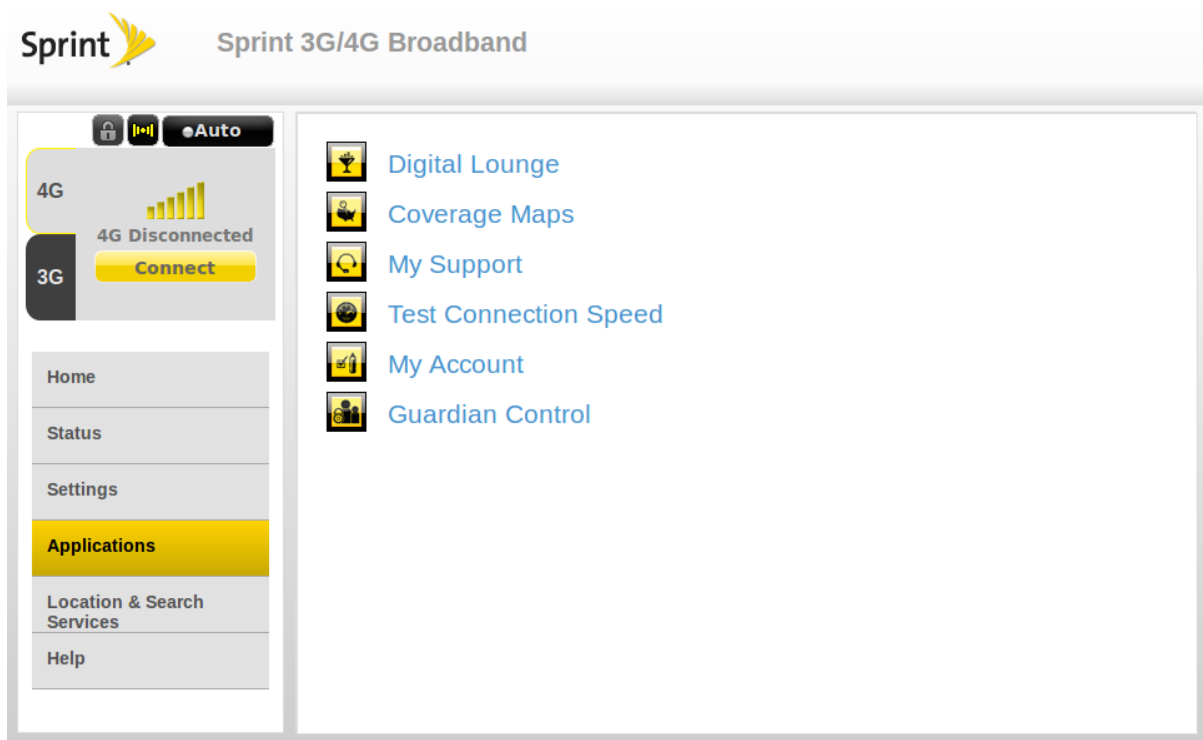 Sprint
Sprint 3G/4G Broadband
Auto
4G
4G Disconnected
Connect
3G
Home
Status
Settings
Applications
Location & Search
Services
Help
Digital Lounge
Coverage Maps
My Support
Test Connection Speed
My Account
Guardian Control